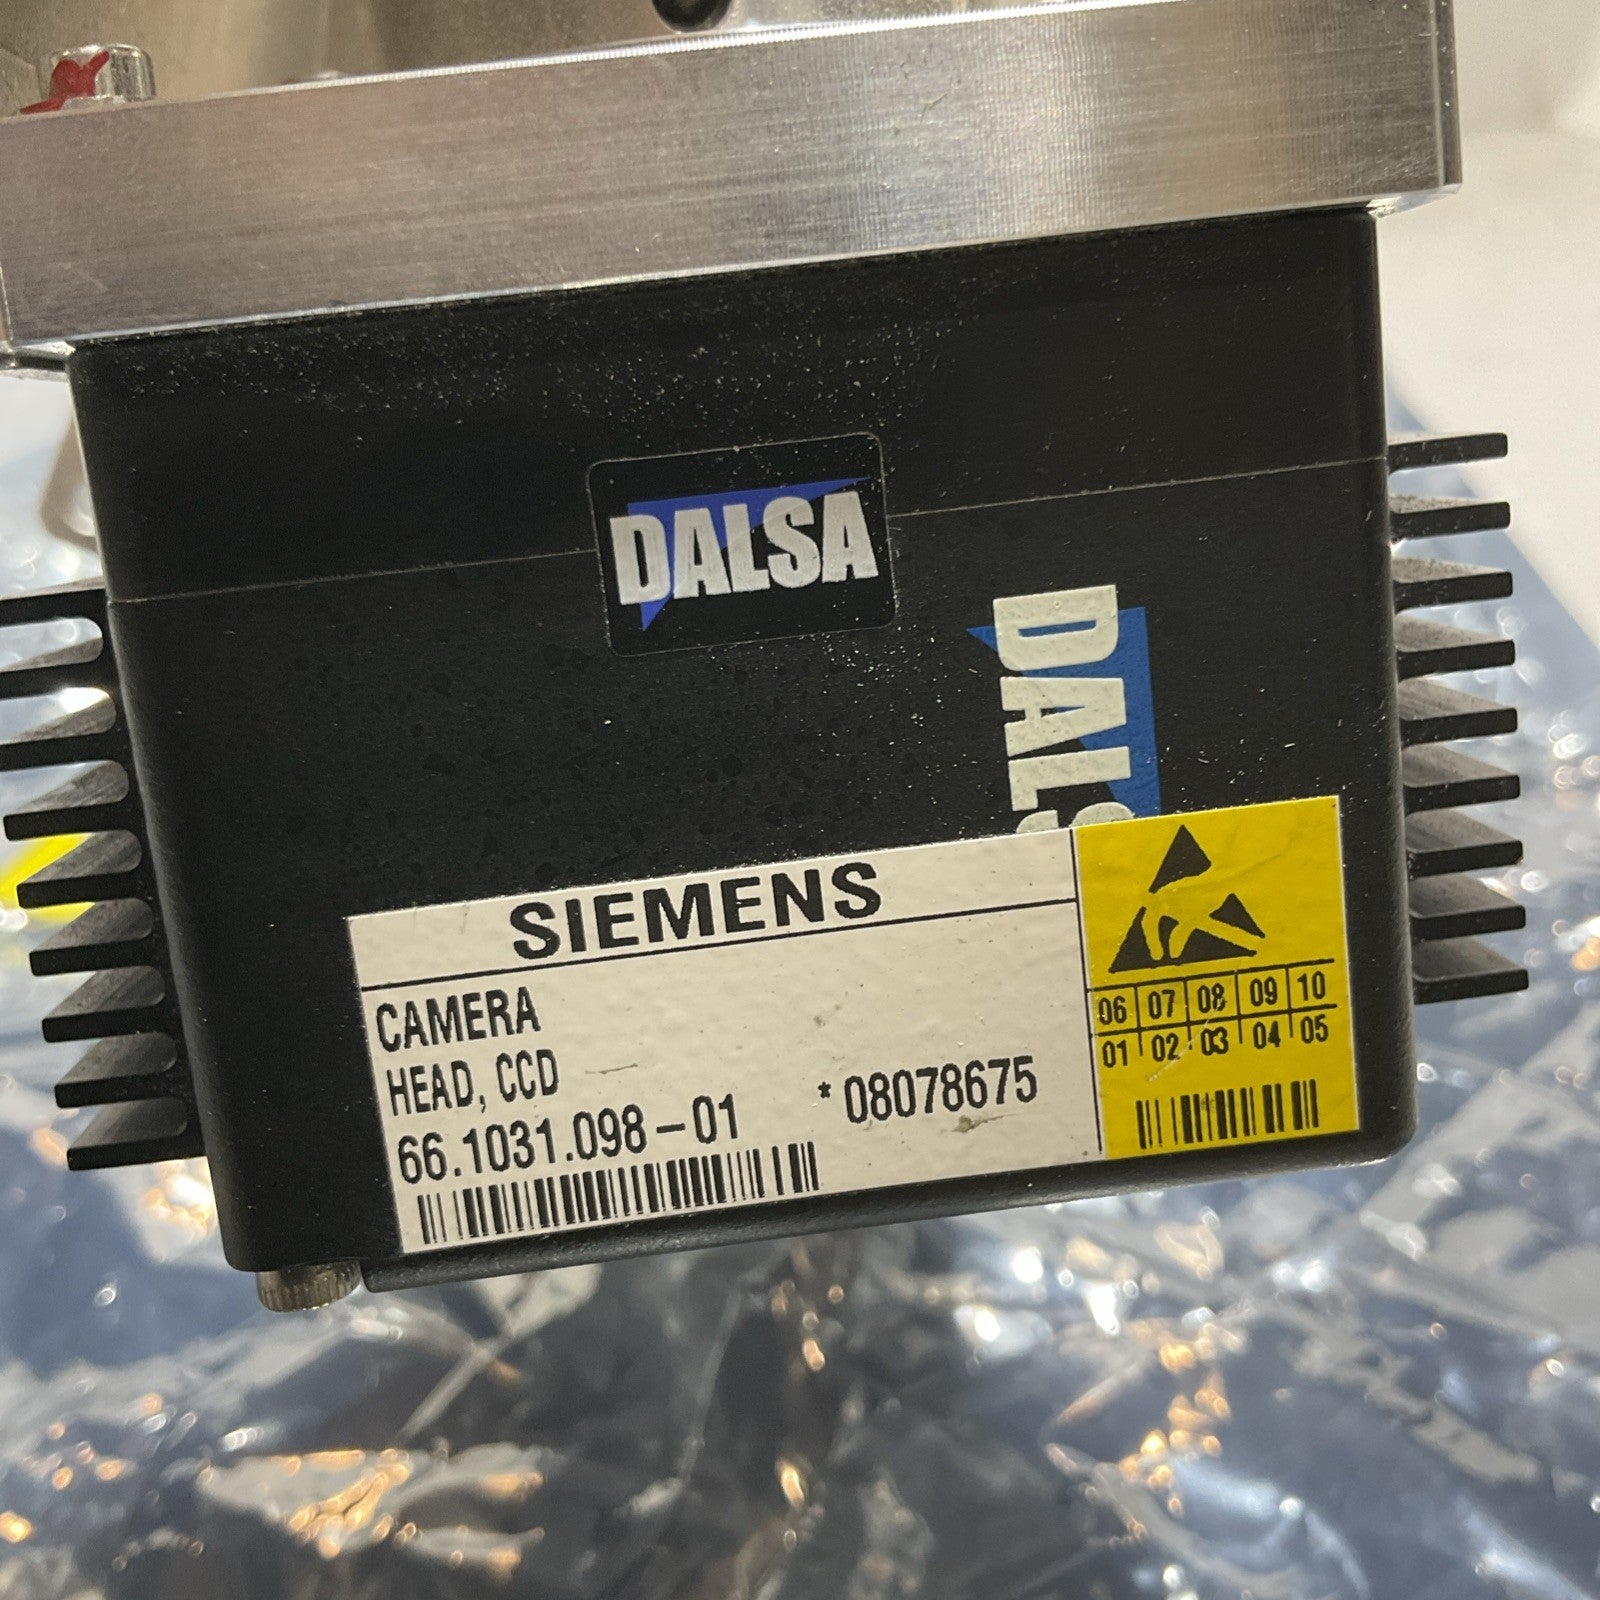 DALSA
DALS
SIEMENS
CAMERA
HEAD, CCD
66.1031.098-01 *08078675
06 07 08 09 10
01 02 03 04 05